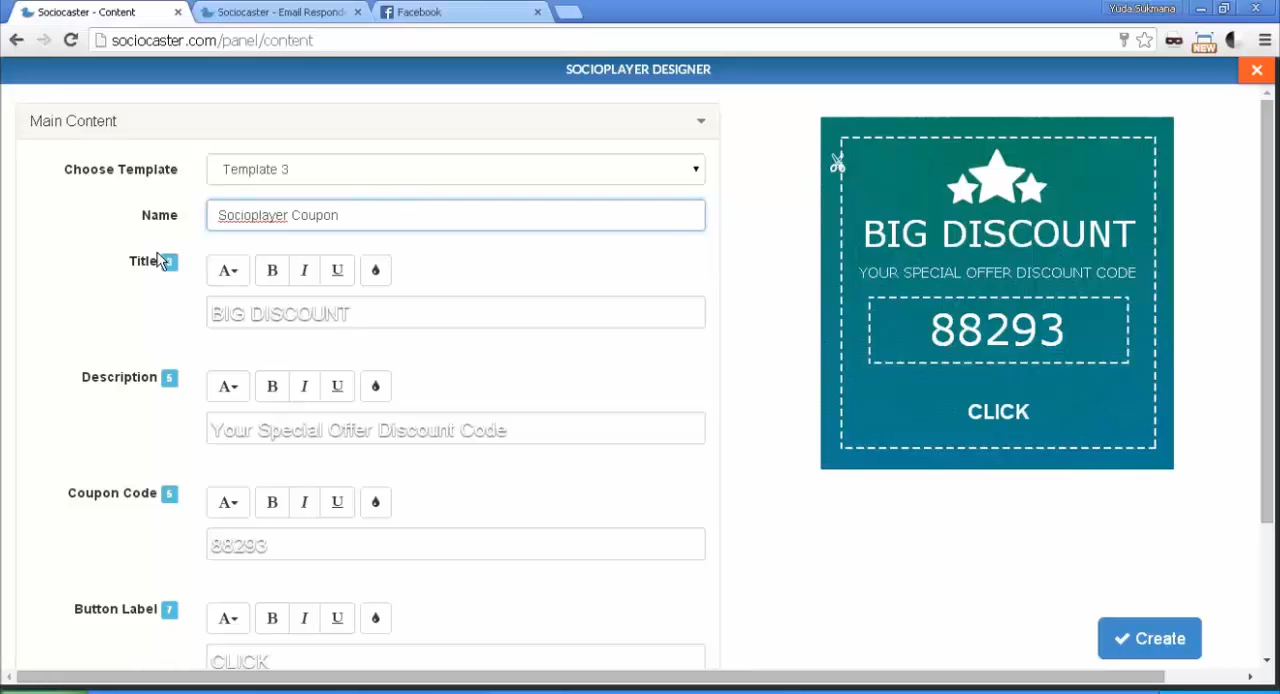 Sociocaster - Content
Sociocaster - Email Respond
Facebook
Yuda Sukmana
sociocaster.com/panel/content
NEW
SOCIOPLAYER DESIGNER
Main Content
Choose Template
Template 3
Name
Socioplayer Coupon
Title
A B I U
BIG DISCOUNT
Description 5
A B I U
Your Special Offer Discount Code
Coupon Code 6
A B I U
88293
Button Label 7
A B I U
CLICK
BIG DISCOUNT
YOUR SPECIAL OFFER DISCOUNT CODE
88293
CLICK
Create